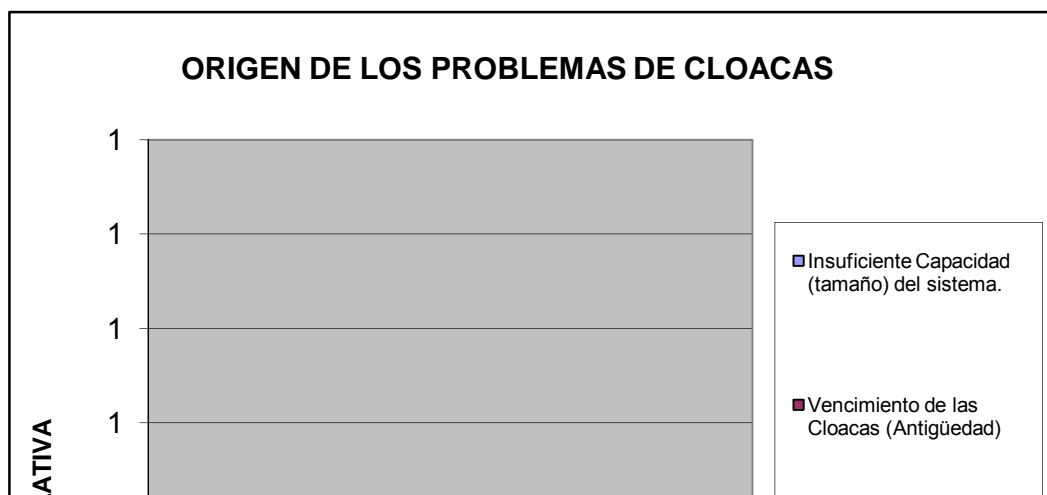 ORIGEN DE LOS PROBLEMAS DE CLOACAS
1
1
1
1
Insuficiente Capacidad
(tamaño) del sistema.
Vencimiento de las
Cloacas (Antigüedad)